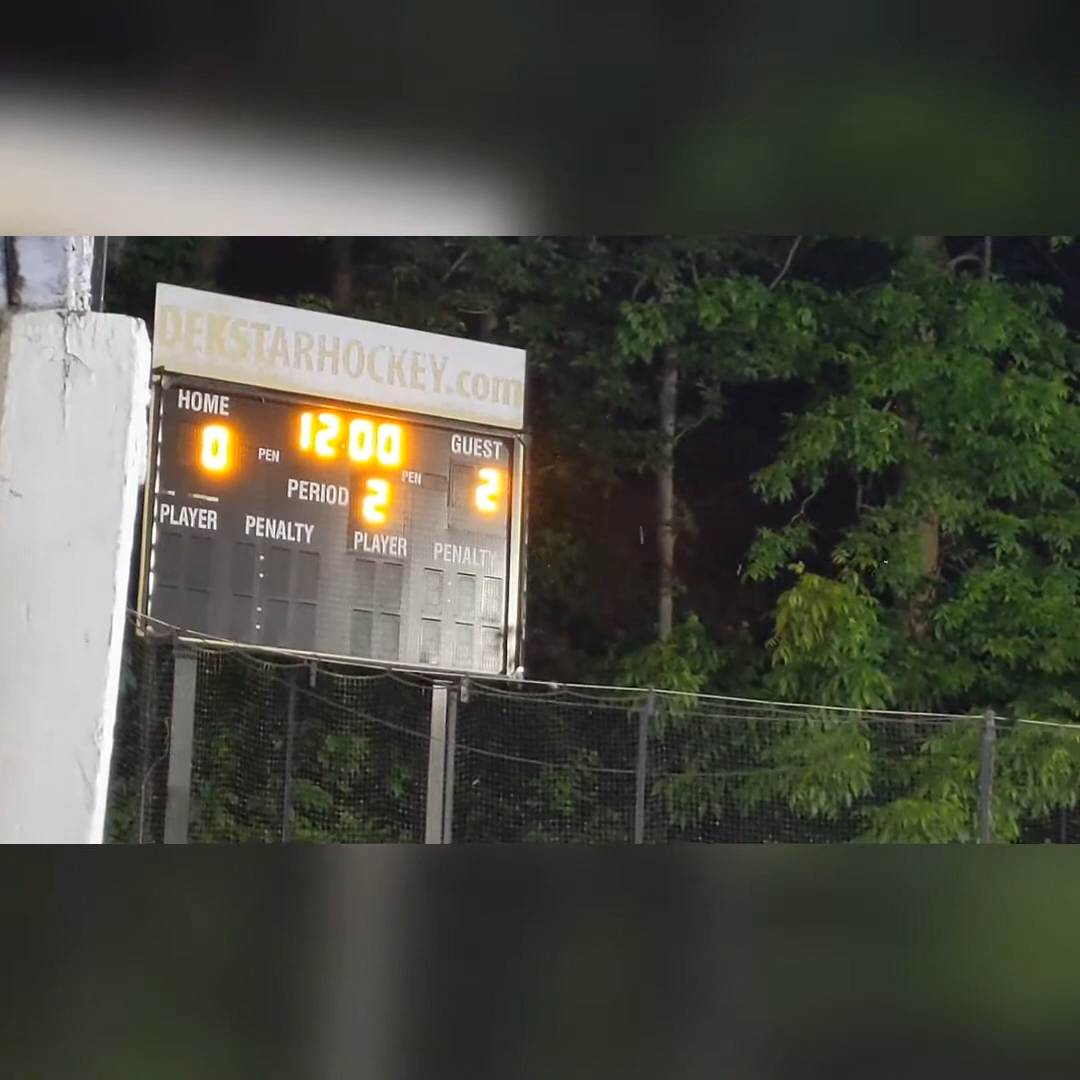 DEKSTARHOCKEY.com
HOME 12:00 GUEST
0 PEN PEN 2
PERIOD 2
PLAYER PENALTY PLAYER PENALTY